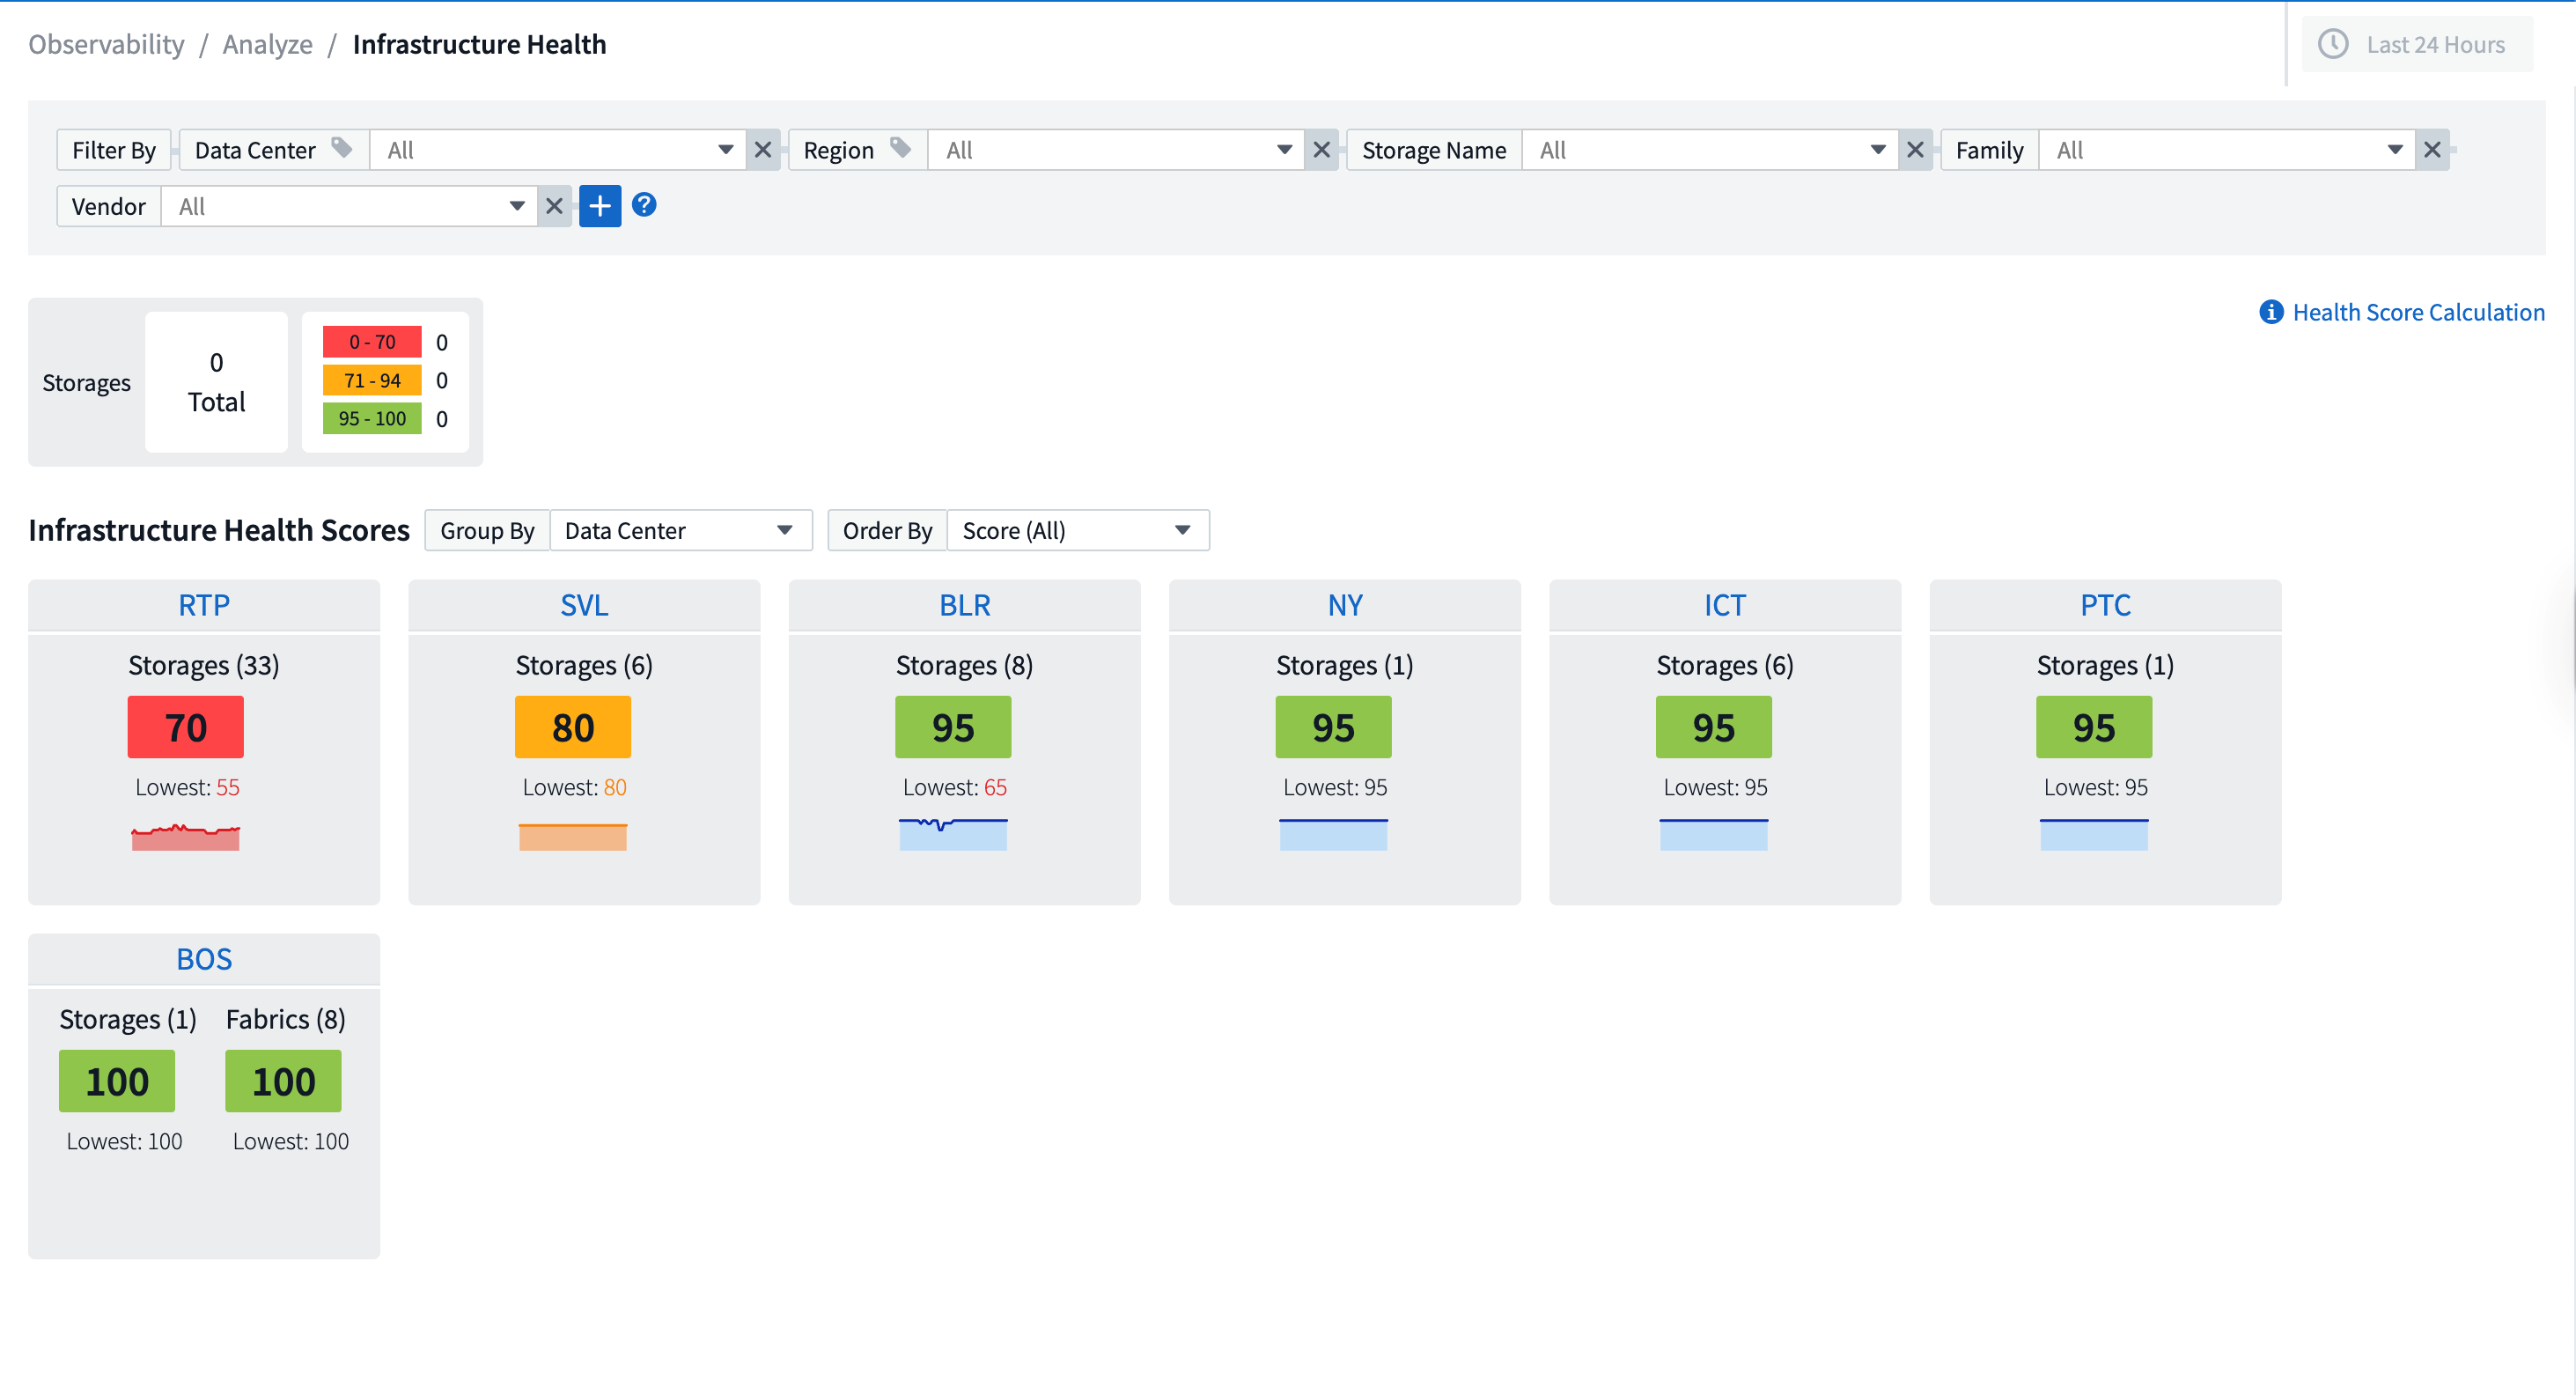 Observability / Analyze / Infrastructure Health
Last 24 Hours
Filter By Data Center All Region All Storage Name All Family All
Vendor All
Storages
0
Total
0 - 70 0
71 - 94 0
95 - 100 0
Health Score Calculation
Infrastructure Health Scores Group By Data Center Order By Score (All)
RTP
Storages (33)
70
Lowest: 55
SVL
Storages (6)
80
Lowest: 80
BLR
Storages (8)
95
Lowest: 65
NY
Storages (1)
95
Lowest: 95
ICT
Storages (6)
95
Lowest: 95
PTC
Storages (1)
95
Lowest: 95
BOS
Storages (1) Fabrics (8)
100 100
Lowest: 100 Lowest: 100